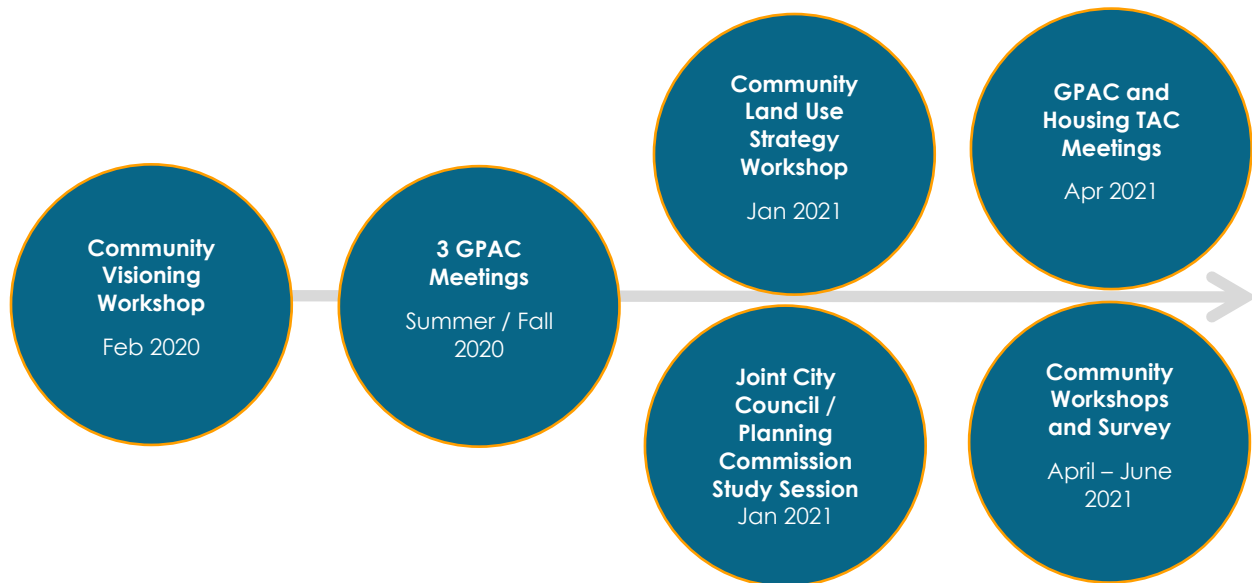 Community
Visioning
Workshop
Feb 2020
3 GPAC
Meetings
Summer / Fall
2020
Community
Land Use
Strategy
Workshop
Jan 2021
Joint City
Council /
Planning
Commission
Study Session
Jan 2021
GPAC and
Housing TAC
Meetings
Apr 2021
Community
Workshops
and Survey
April – June
2021